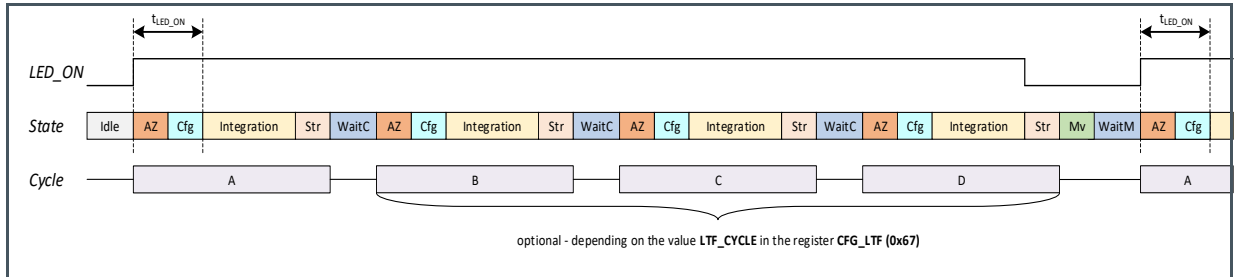 tLED_ON tLED_ON
LED_ON
State Idle AZ Cfg Integration Str WaitC AZ Cfg Integration Str WaitC AZ Cfg Integration Str WaitC AZ Cfg Integration Str Mv WaitM AZ Cfg
Cycle A B C D A
optional - depending on the value LTF_CYCLE in the register CFG_LTF (0x67)